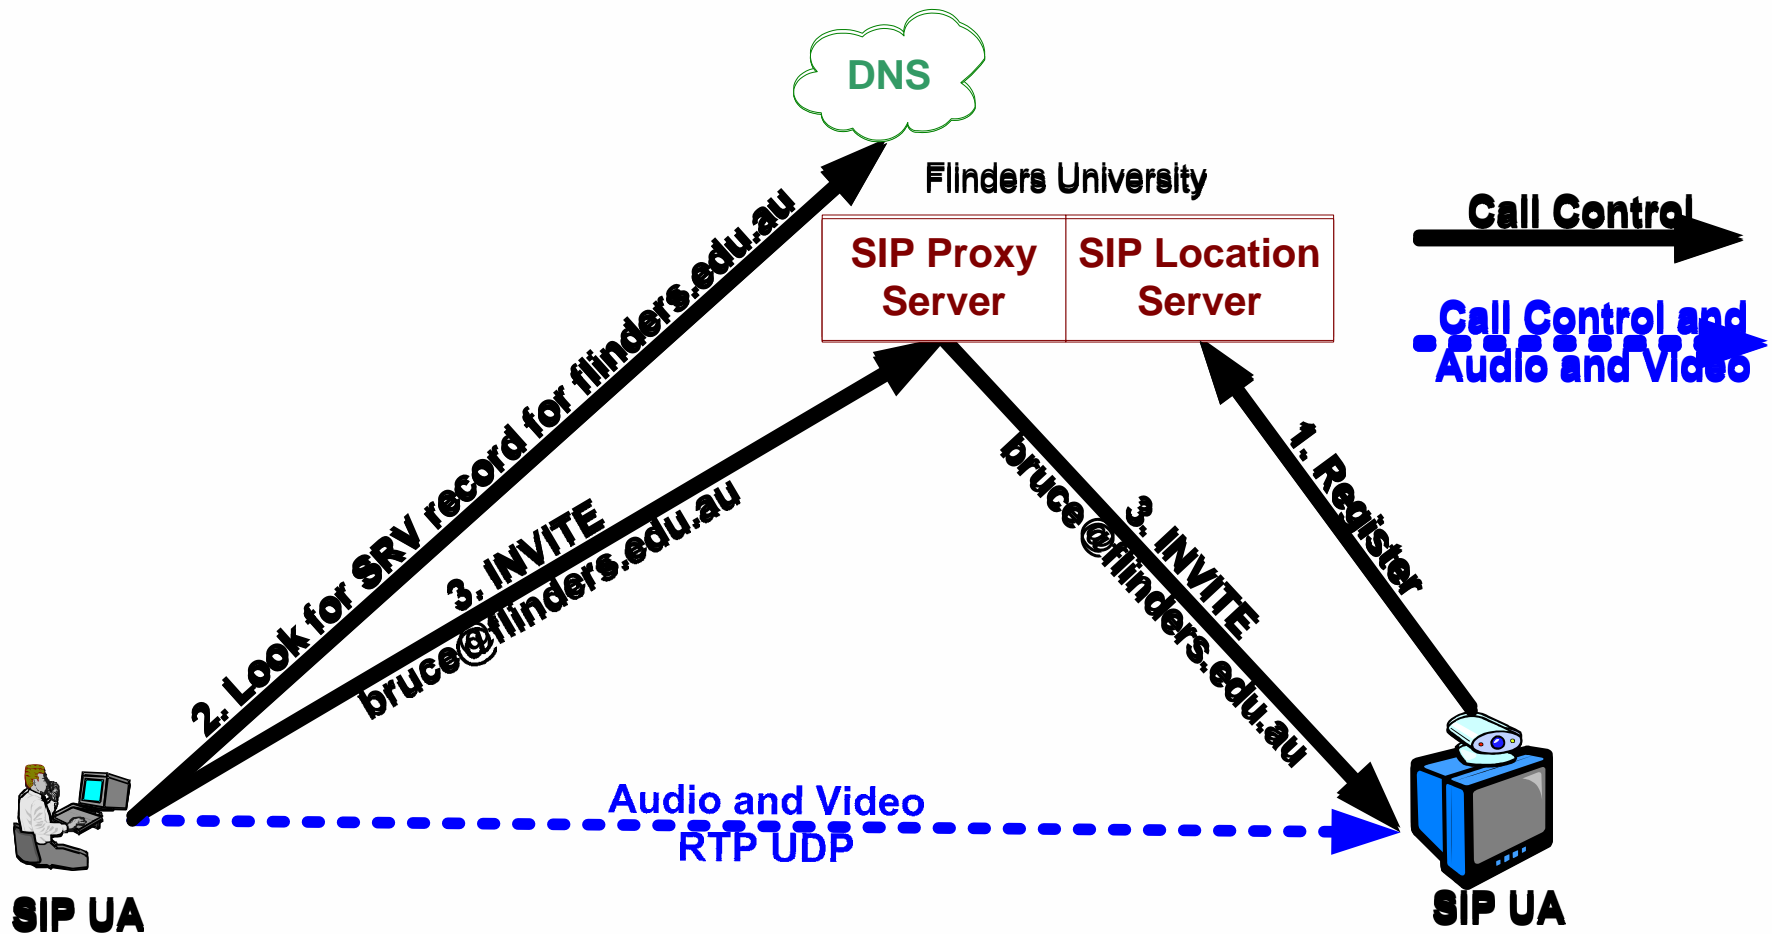 DNS
Flinders University
SIP Proxy
Server
SIP Location
Server
Call Control
Call Control and
Audio and Video
2. Look for SRV record for flinders.edu.au
3. INVITE
bruce@flinders.edu.au
3. INVITE
bruce@flinders.edu.au
1. Register
Audio and Video
RTP UDP
SIP UA
SIP UA